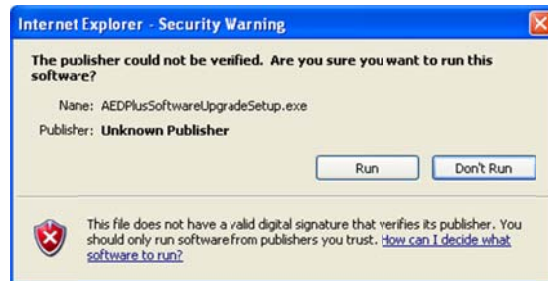 Internet Explorer - Security Warning
The publisher could not be verified. Are you sure you want to run this
software?
Name: AEDPlusSoftwareUpgradeSetup.exe
Publisher: Unknown Publisher
Run
Don't Run
This file does not have a valid digital signature that verifies its publisher. You
should only run software from publishers you trust. How can I decide what
software to run?